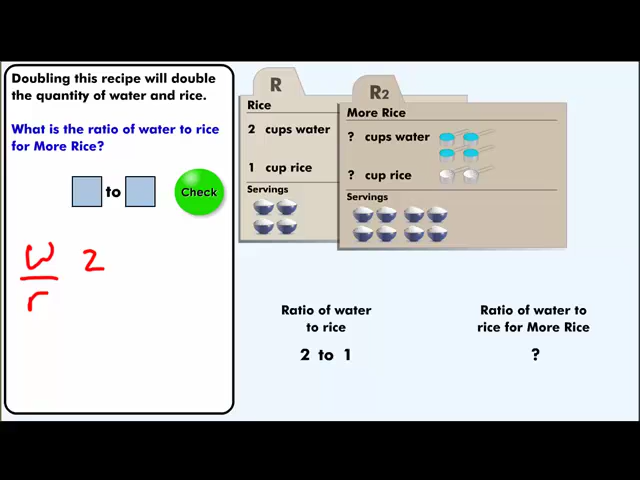 Doubling this recipe will double
the quantity of water and rice.
What is the ratio of water to rice
for More Rice?
to
Check
w 2
r
R
Rice
2 cups water
1 cup rice
Servings
R2
More Rice
? cups water
? cup rice
Servings
Ratio of water
to rice
2 to 1
Ratio of water to
rice for More Rice
?